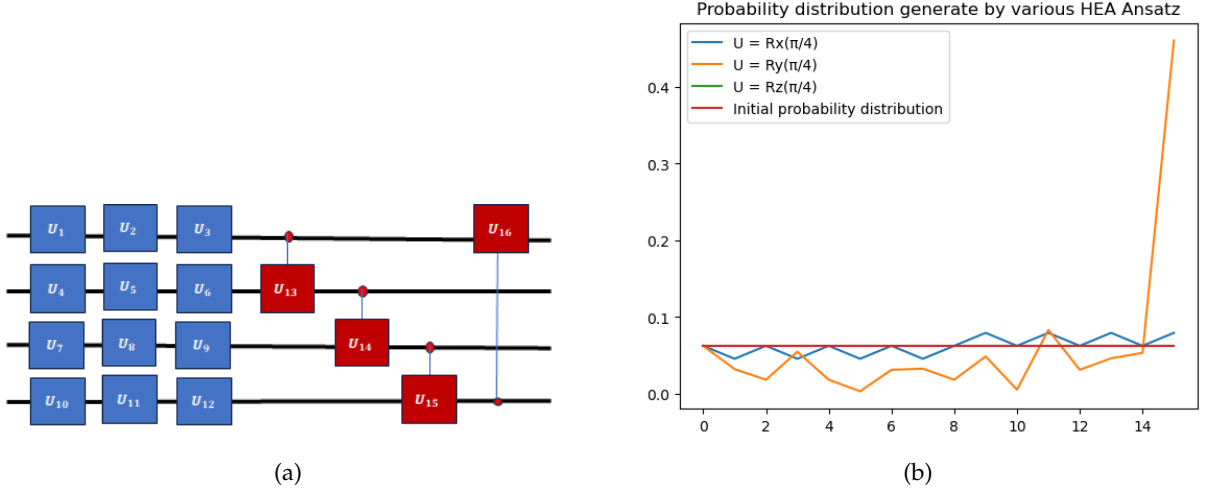 U₁ U₂ U₃ U₁₆
U₄ U₅ U₆ U₁₃
U₇ U₈ U₉ U₁₄
U₁₀ U₁₁ U₁₂ U₁₅
(a)
Probability distribution generate by various HEA Ansatz
U = Rx(π/4)
U = Ry(π/4)
U = Rz(π/4)
Initial probability distribution
0.4
0.3
0.2
0.1
0.0
0 2 4 6 8 10 12 14
(b)